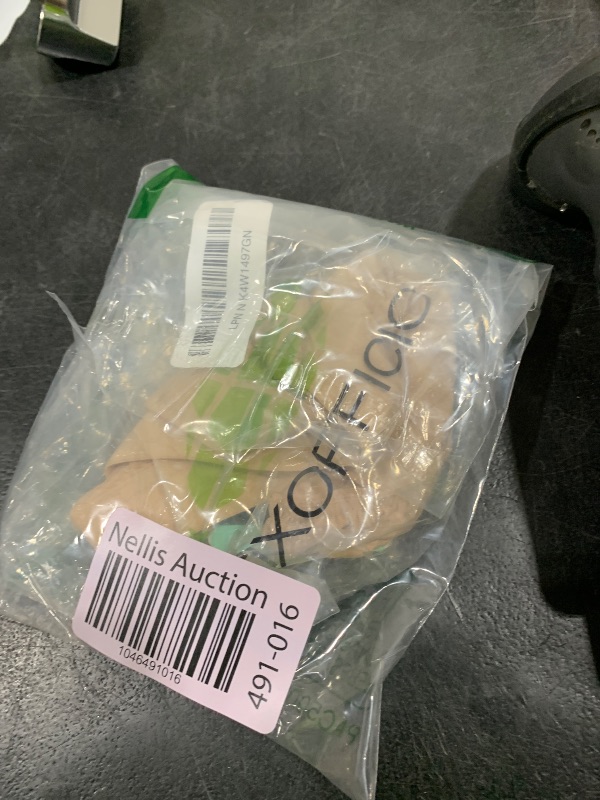 LPN N K4W1497GN
XOFFICIO
Nellis Auction
1046491016
491-016